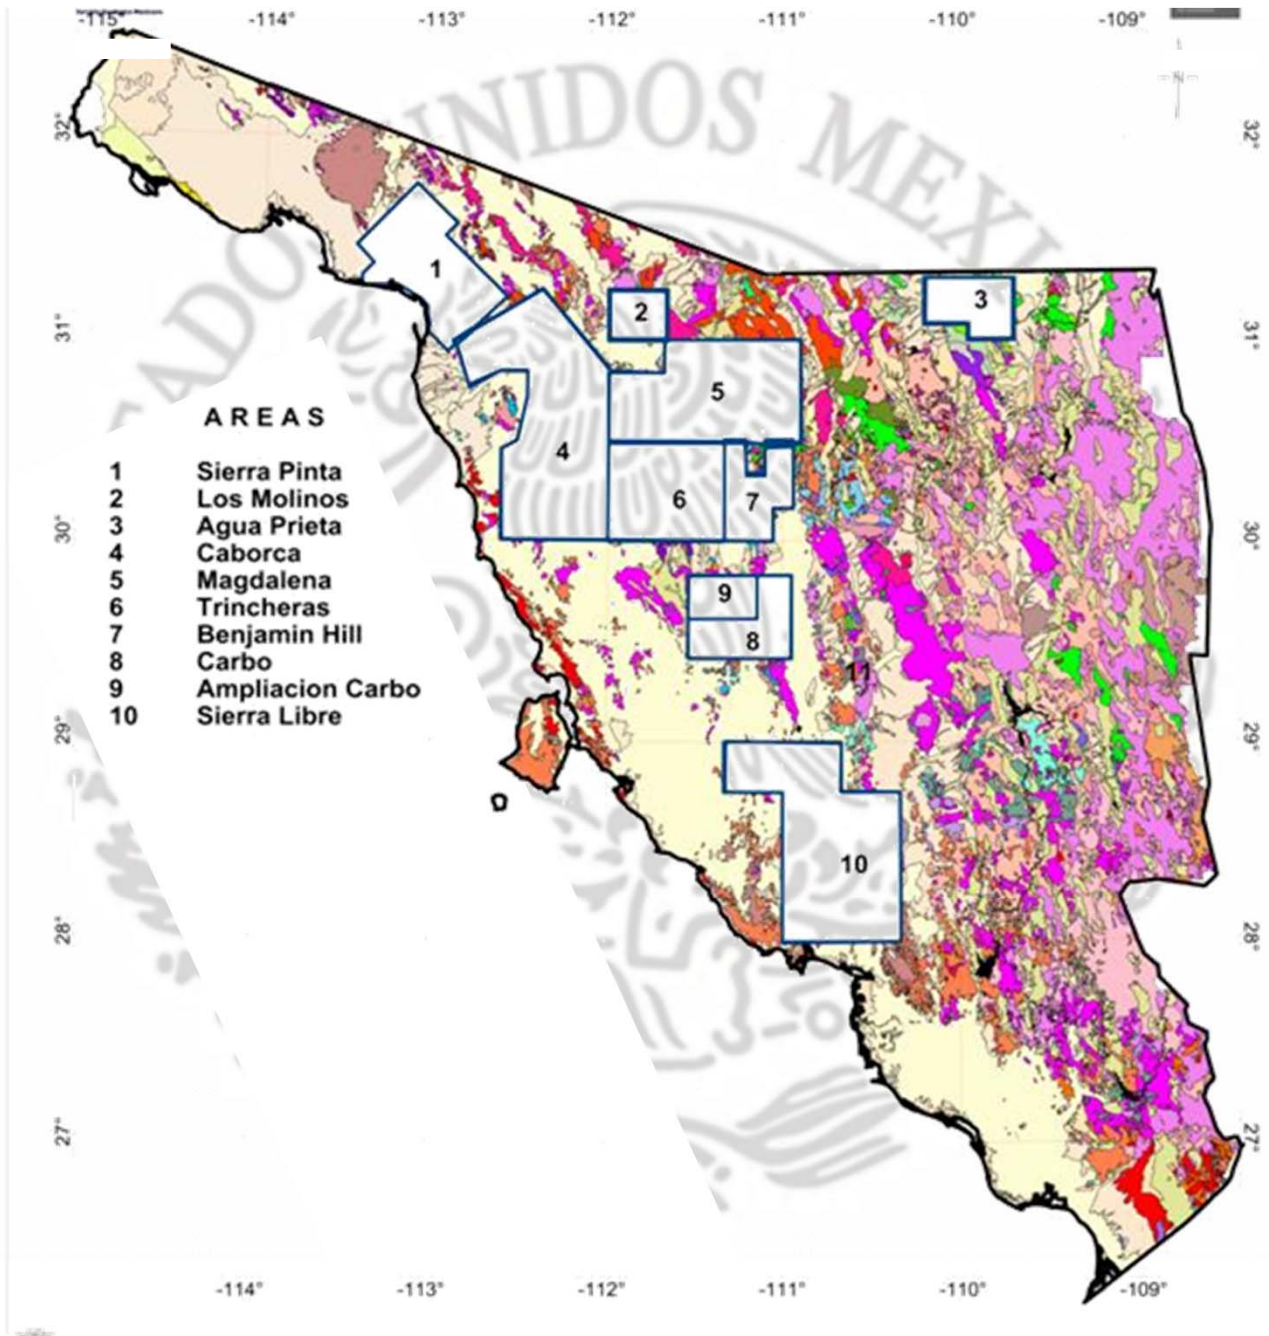 -115° -114° -113° -112° -111° -110° -109°
ADOS UNIDOS MEXI
32° 32°
1
2
3
31° 31°
5
4
6
7
AREAS
1 Sierra Pinta
2 Los Molinos
3 Agua Prieta
4 Caborca
5 Magdalena
6 Trincheras
7 Benjamin Hill
8 Carbo
9 Ampliacion Carbo
10 Sierra Libre
30° 30°
9
8
11
29° 29°
10
28° 28°
27° 27°
-114° -113° -112° -111° -110° -109°